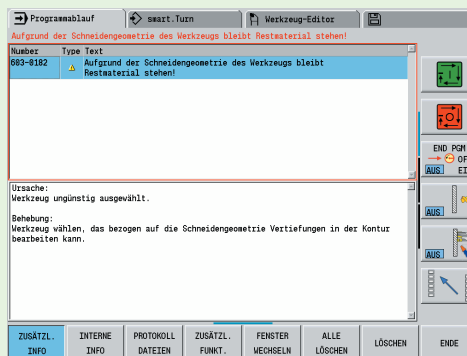 Programmablauf
smart.Turn
Werkzeug-Editor
Aufgrund der Schneidengeometrie des Werkzeugs bleibt Restmaterial stehen!
Number Type Text
603-0182 Aufgrund der Schneidengeometrie des Werkzeugs bleibt
Restmaterial stehen!
Ursache:
Werkzeug ungünstig ausgewählt.
Behebung:
Werkzeug wählen, das bezogen auf die Schneidengeometrie Vertiefungen in der Kontur
bearbeiten kann.
END PGM
AUS
AUS
AUS
ZUSÄTZL.
INFO
INTERNE
INFO
PROTOKOLL
DATEIEN
ZUSÄTZL.
FUNKT.
FENSTER
WECHSELN
ALLE
LÖSCHEN
LÖSCHEN
ENDE